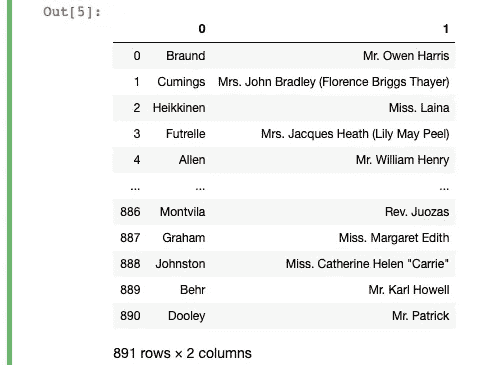 Out[5]:
0 1
0 Braund Mr. Owen Harris
1 Cumings Mrs. John Bradley (Florence Briggs Thayer)
2 Heikkinen Miss. Laina
3 Futrelle Mrs. Jacques Heath (Lily May Peel)
4 Allen Mr. William Henry
... ... ...
886 Montvila Rev. Juozas
887 Graham Miss. Margaret Edith
888 Johnston Miss. Catherine Helen "Carrie"
889 Behr Mr. Karl Howell
890 Dooley Mr. Patrick
891 rows × 2 columns